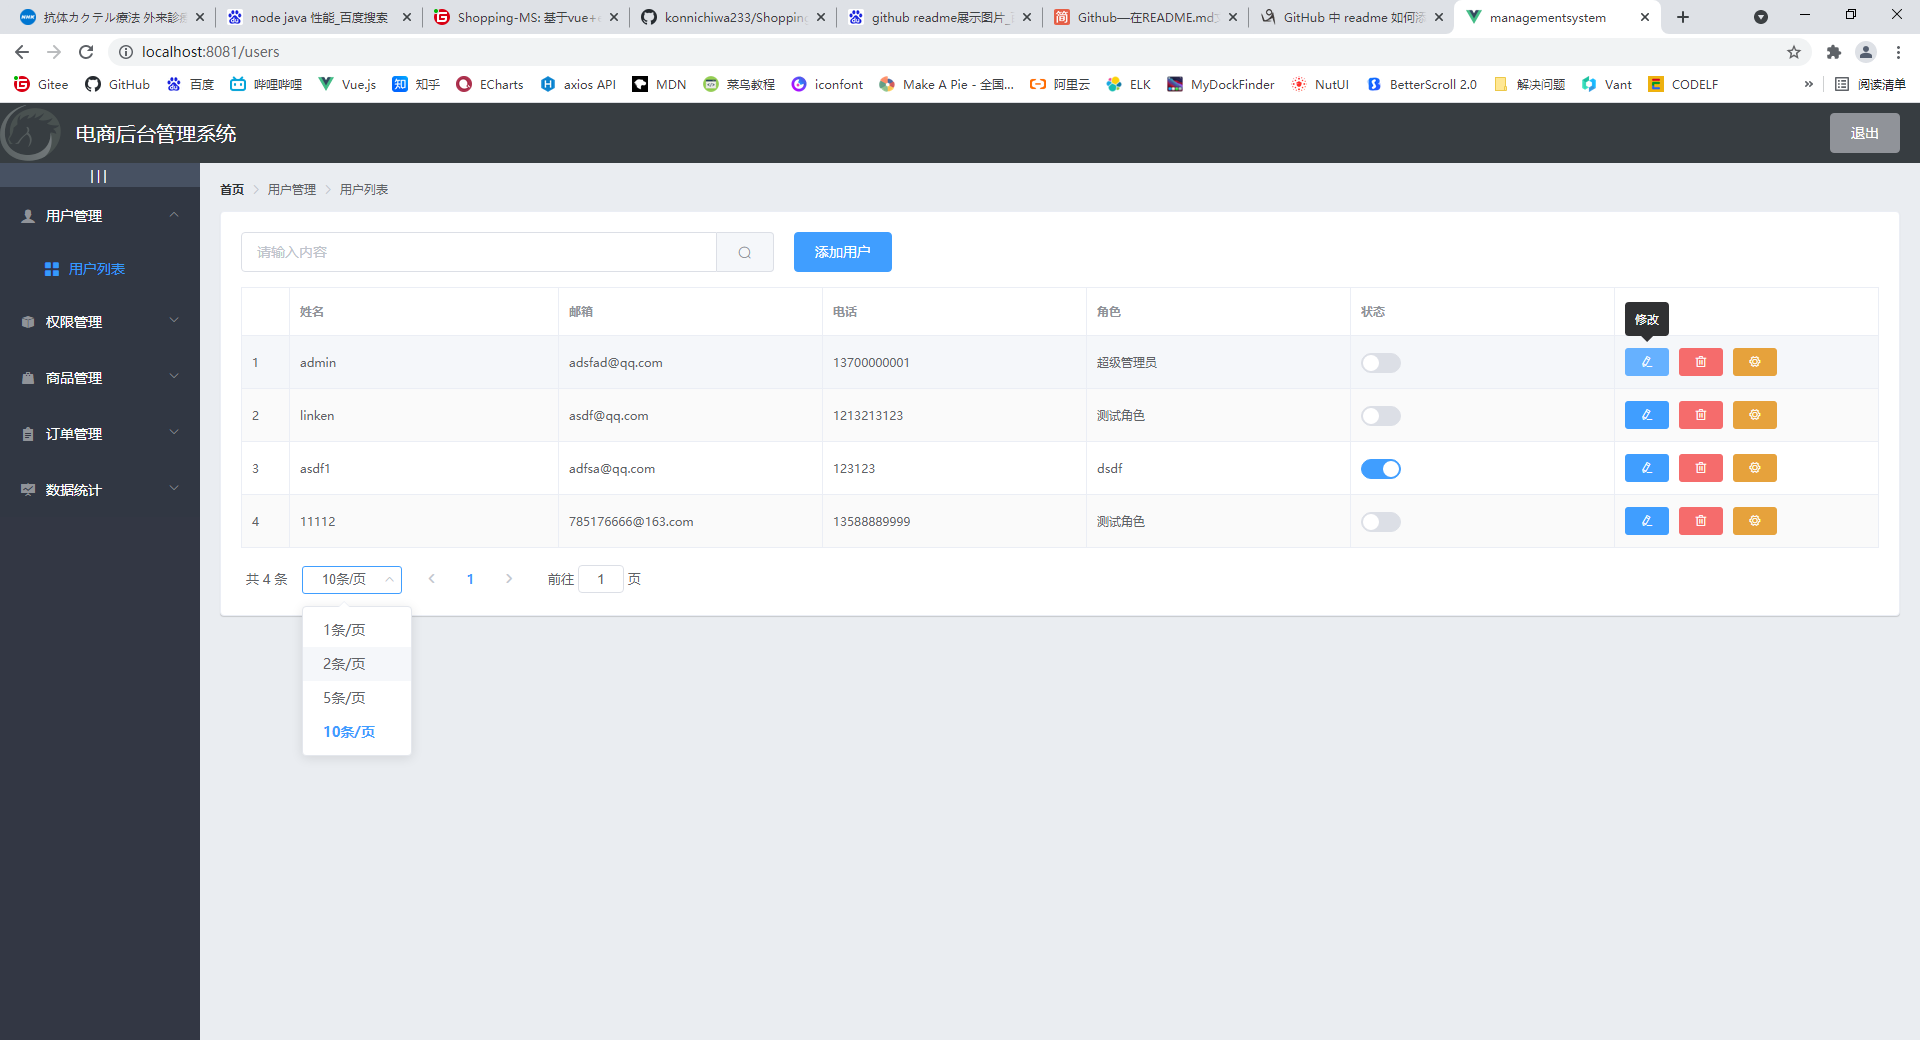 抗体カクテル療法 外来診
node java 性能_百度搜索
Shopping-MS: 基于vue+
konnichiwa233/Shopping
github readme展示图片_
Github—在README.md
GitHub 中 readme 如何添
managementsystem
localhost:8081/users
Gitee
GitHub
百度
哔哩哔哩
Vue.js
知乎
ECharts
axios API
MDN
菜鸟教程
iconfont
Make A Pie - 全国...
阿里云
ELK
MyDockFinder
NutUI
BetterScroll 2.0
解决问题
Vant
CODELF
»
阅读清单
电商后台管理系统
退出
|||
用户管理
用户列表
权限管理
商品管理
订单管理
数据统计
首页 > 用户管理 > 用户列表
请输入内容
添加用户
姓名 邮箱 电话 角色 状态
修改
1 admin adsfad@qq.com 13700000001 超级管理员
2 linken asdf@qq.com 1213213123 测试角色
3 asdf1 adfsa@qq.com 123123 dsdf
4 11112 785176666@163.com 13588889999 测试角色
共 4 条 10条/页 1 前往 1 页
1条/页
2条/页
5条/页
10条/页